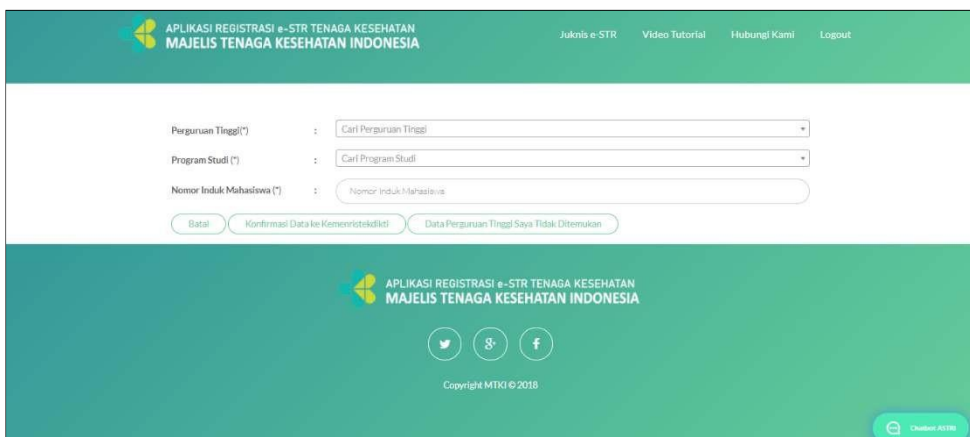 APLIKASI REGISTRASI e-STR TENAGA KESEHATAN
MAJELIS TENAGA KESEHATAN INDONESIA
Juknis e-STR Video Tutorial Hubungi Kami Logout
Perguruan Tinggi(*) : Cari Perguruan Tinggi
Program Studi (*) : Cari Program Studi
Nomor Induk Mahasiswa (*) : Nomor Induk Mahasiswa
Batal Konfirmasi Data ke Kemenristekdikti Data Perguruan Tinggi Saya Tidak Ditemukan
APLIKASI REGISTRASI e-STR TENAGA KESEHATAN
MAJELIS TENAGA KESEHATAN INDONESIA
Copyright MTKI © 2018
Chatbot ASTRI